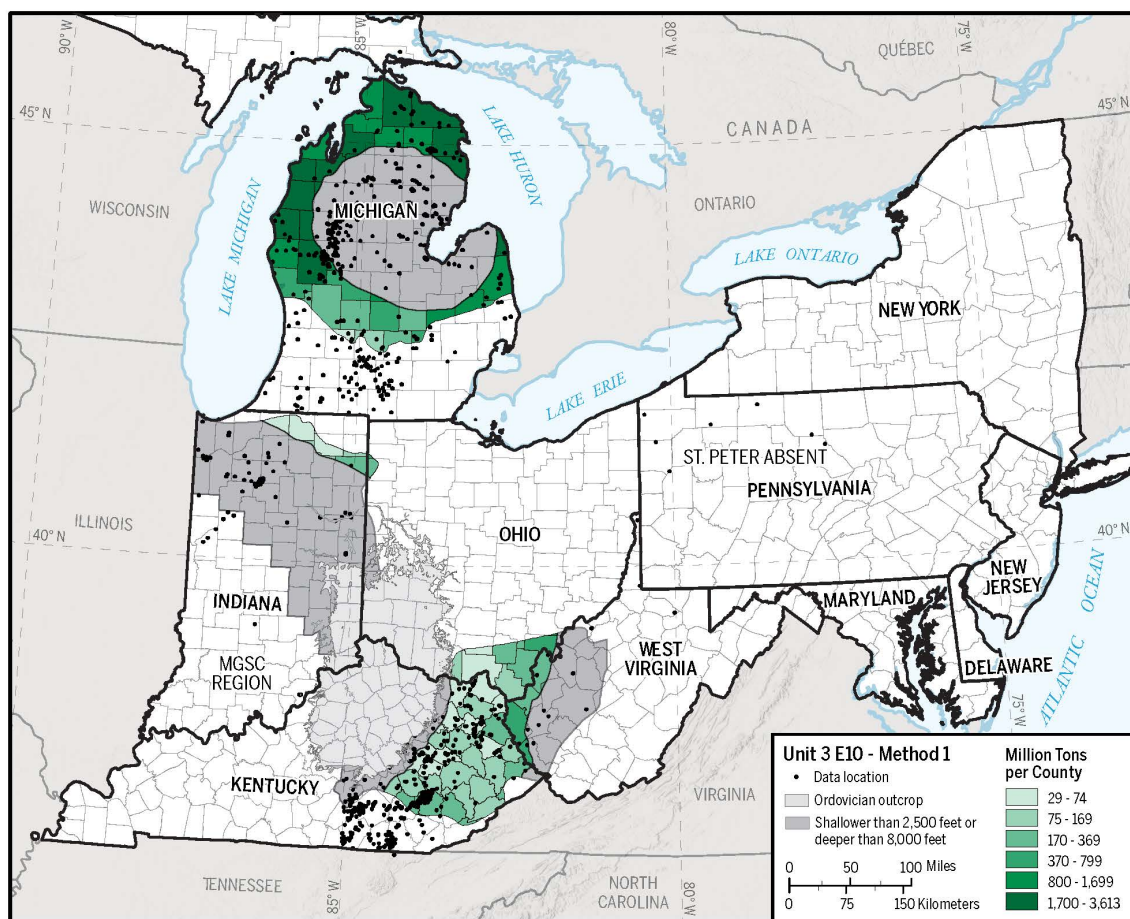 90° W
85° W
80° W
75° W
QUÉBEC
45° N
45° N
CANADA
LAKE HURON
WISCONSIN
MICHIGAN
LAKE MICHIGAN
ONTARIO
LAKE ONTARIO
NEW YORK
LAKE ERIE
ST. PETER ABSENT
PENNSYLVANIA
ILLINOIS
40° N
OHIO
40° N
NEW
JERSEY
INDIANA
MARYLAND
MGSC
REGION
WEST
VIRGINIA
DELAWARE
ATLANTIC OCEAN
75° W
KENTUCKY
VIRGINIA
TENNESSEE
85° W
NORTH
CAROLINA
80° W
Unit 3 E10 - Method 1
Data location
Ordovician outcrop
Shallower than 2,500 feet or
deeper than 8,000 feet
0 50 100 Miles
0 75 150 Kilometers
Million Tons
per County
29 - 74
75 - 169
170 - 369
370 - 799
800 - 1,699
1,700 - 3,613